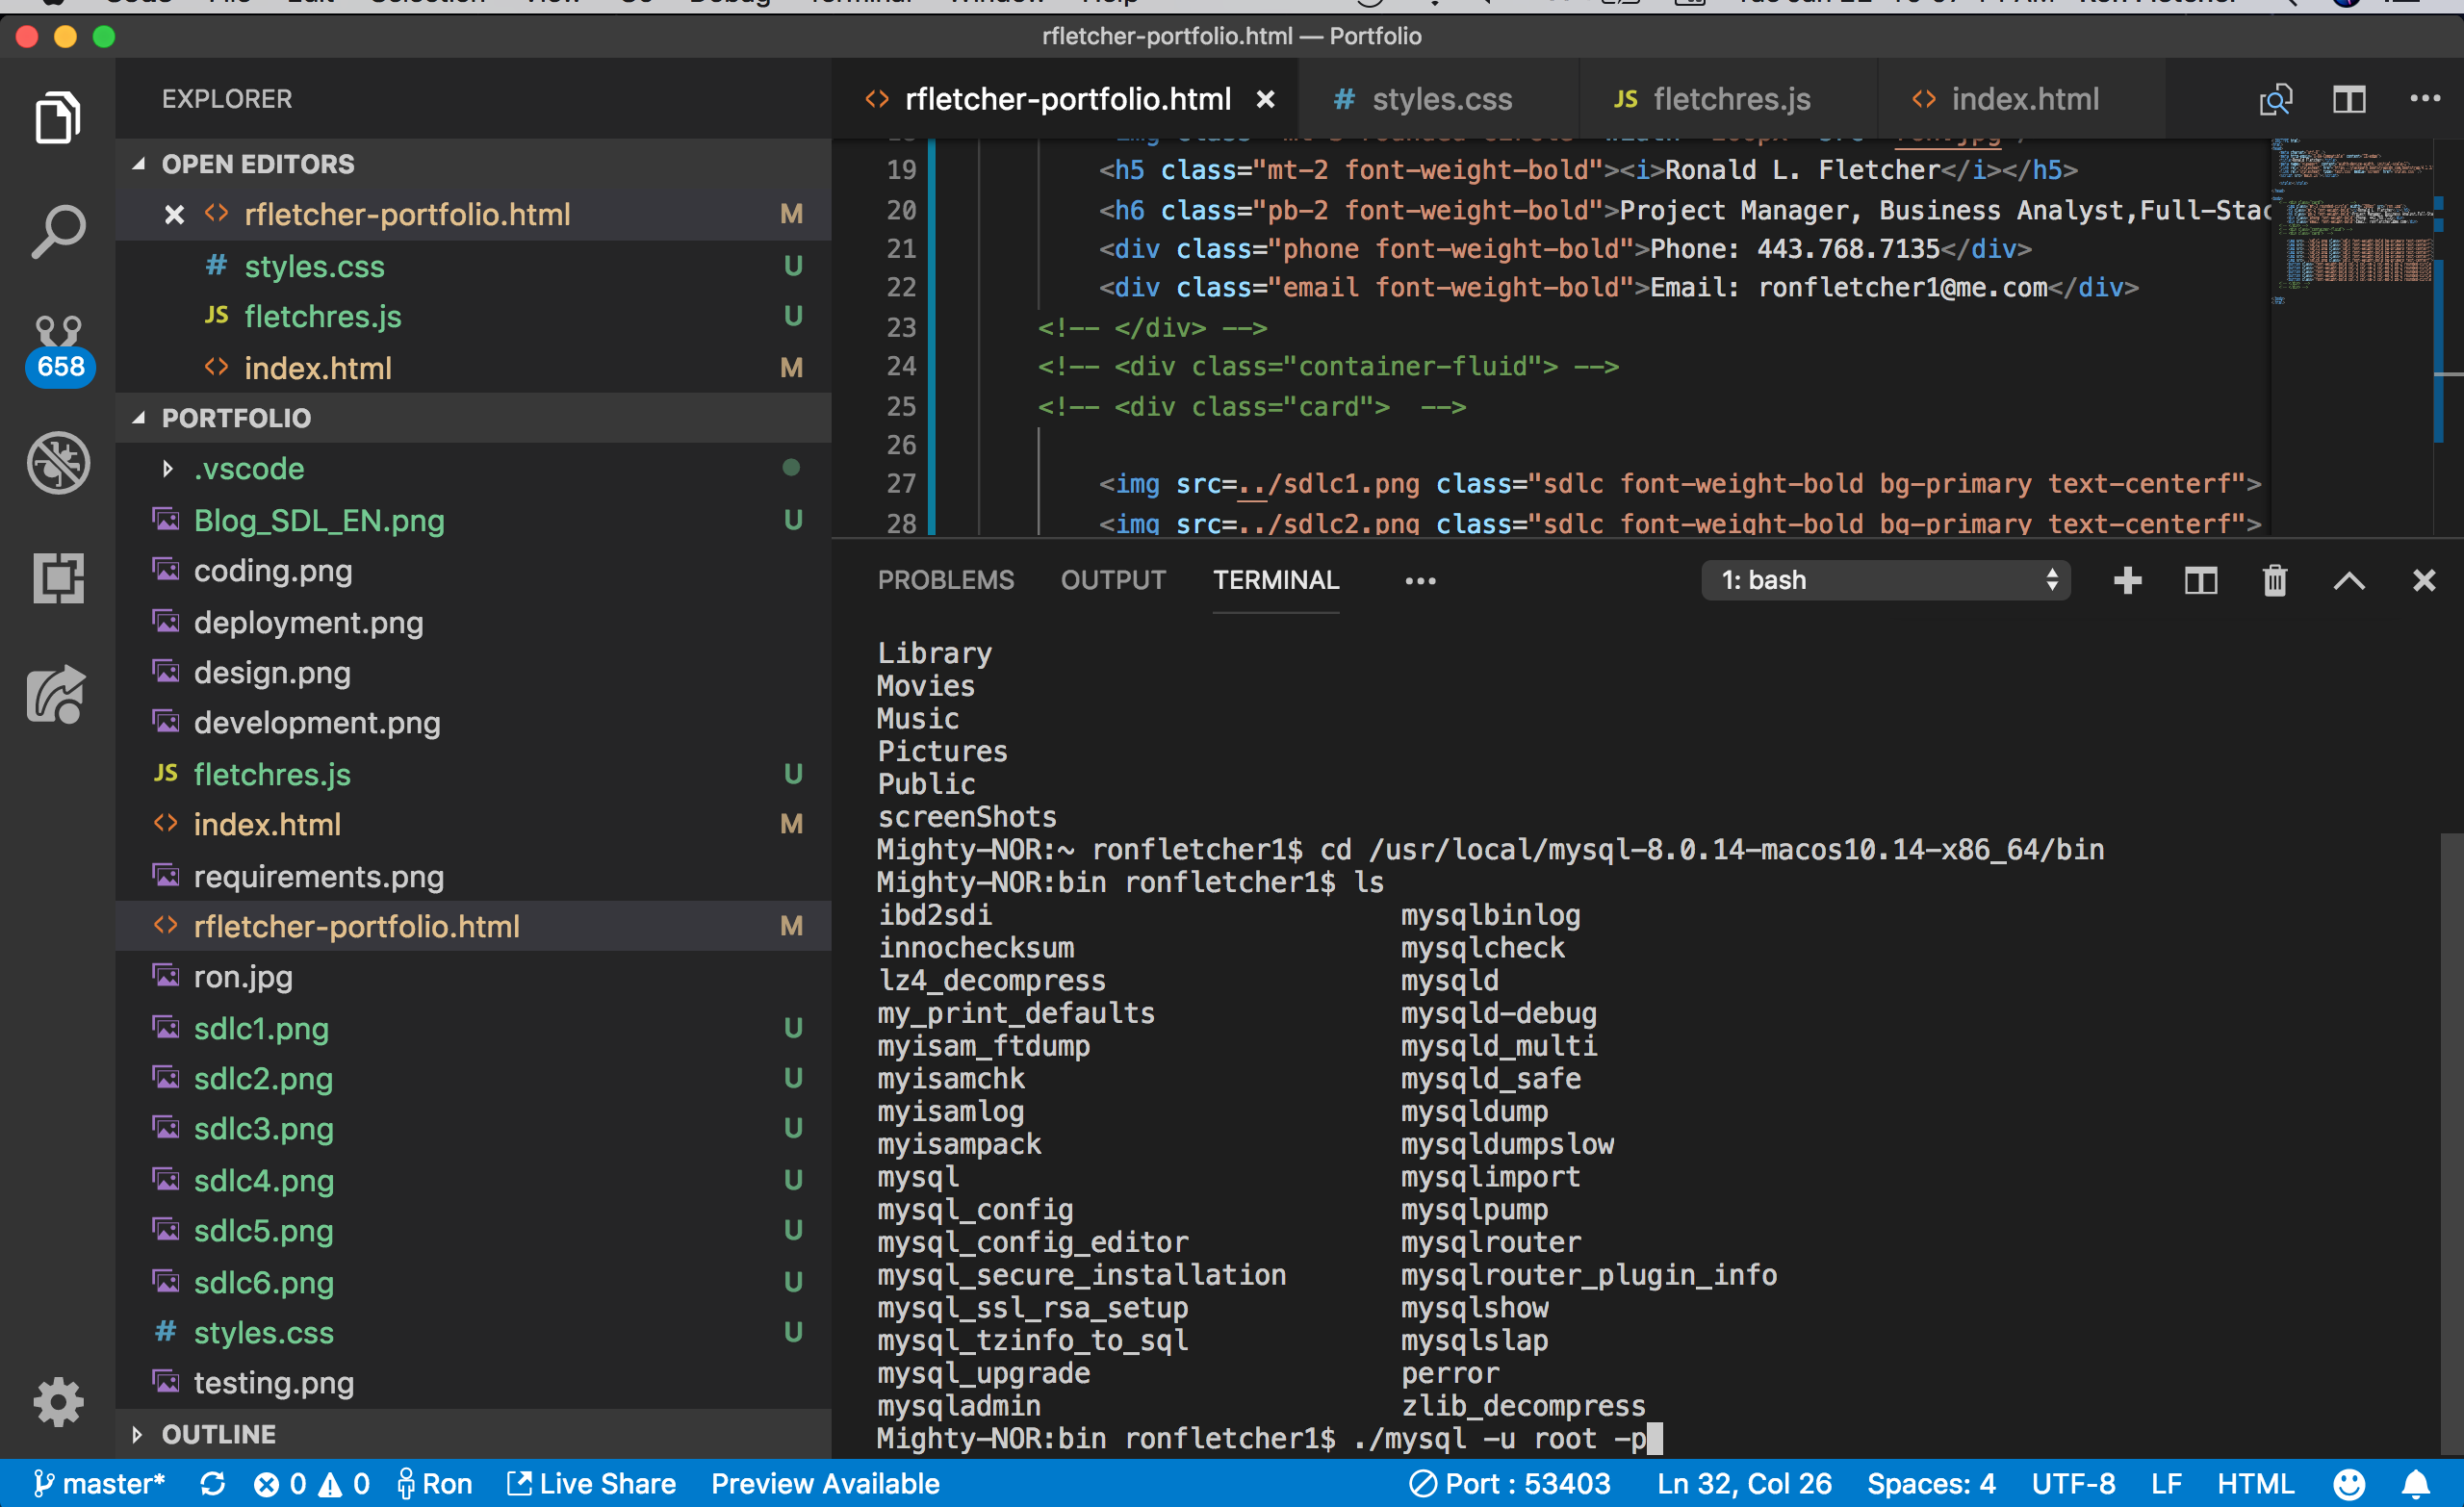 rfletcher-portfolio.html — Portfolio
EXPLORER
OPEN EDITORS
rfletcher-portfolio.html M
# styles.css U
JS fletchres.js U
index.html M
658
PORTFOLIO
.vscode
Blog_SDL_EN.png U
coding.png
deployment.png
design.png
development.png
JS fletchres.js U
index.html M
requirements.png
rfletcher-portfolio.html M
ron.jpg
sdlc1.png U
sdlc2.png U
sdlc3.png U
sdlc4.png U
sdlc5.png U
sdlc6.png U
# styles.css U
testing.png
OUTLINE
rfletcher-portfolio.html # styles.css JS fletchres.js index.html
19 <h5 class="mt-2 font-weight-bold"><i>Ronald L. Fletcher</i></h5>
20 <h6 class="pb-2 font-weight-bold">Project Manager, Business Analyst,Full-Stac
21 <div class="phone font-weight-bold">Phone: 443.768.7135</div>
22 <div class="email font-weight-bold">Email: ronfletcher1@me.com</div>
23 <!-- </div> -->
24 <!-- <div class="container-fluid"> -->
25 <!-- <div class="card">  -->
26
27 <img src=../sdlc1.png class="sdlc font-weight-bold bg-primary text-centerf">
28 <img src=../sdlc2.png class="sdlc font-weight-bold bg-primary text-centerf">
PROBLEMS OUTPUT TERMINAL ••• 1: bash
Library
Movies
Music
Pictures
Public
screenShots
Mighty-NOR:~ ronfletcher1$ cd /usr/local/mysql-8.0.14-macos10.14-x86_64/bin
Mighty-NOR:bin ronfletcher1$ ls
ibd2sdi mysqlbinlog
innochecksum mysqlcheck
lz4_decompress mysqld
my_print_defaults mysqld-debug
myisam_ftdump mysqld_multi
myisamchk mysqld_safe
myisamlog mysqldump
myisampack mysqldumpslow
mysql mysqlimport
mysql_config mysqlpump
mysql_config_editor mysqlrouter
mysql_secure_installation mysqlrouter_plugin_info
mysql_ssl_rsa_setup mysqlshow
mysql_tzinfo_to_sql mysqlslap
mysql_upgrade perror
mysqladmin zlib_decompress
Mighty-NOR:bin ronfletcher1$ ./mysql -u root -p
master* 0 0 Ron Live Share Preview Available Port : 53403 Ln 32, Col 26 Spaces: 4 UTF-8 LF HTML